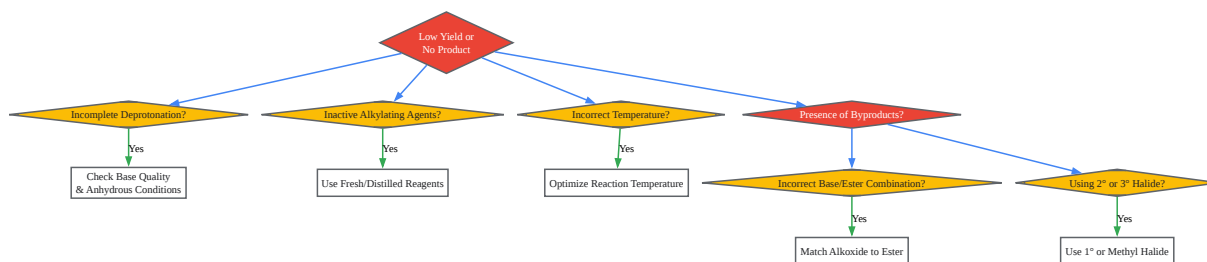 Low Yield or
No Product
Incomplete Deprotonation?
Inactive Alkylating Agents?
Incorrect Temperature?
Presence of Byproducts?
Yes
Yes
Yes
Check Base Quality
& Anhydrous Conditions
Use Fresh/Distilled Reagents
Optimize Reaction Temperature
Incorrect Base/Ester Combination?
Using 2° or 3° Halide?
Yes
Yes
Match Alkoxide to Ester
Use 1° or Methyl Halide